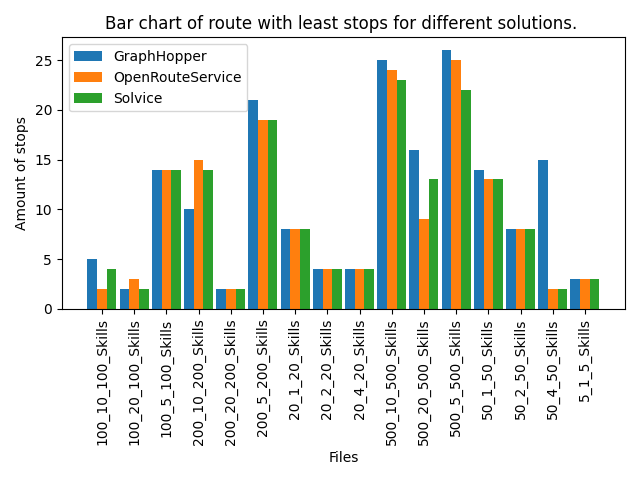 Bar chart of route with least stops for different solutions.
GraphHopper
OpenRouteService
Solvice
Amount of stops
25
20
15
10
5
0
100_10_100_Skills
100_20_100_Skills
100_5_100_Skills
200_10_200_Skills
200_20_200_Skills
200_5_200_Skills
20_1_20_Skills
20_2_20_Skills
20_4_20_Skills
500_10_500_Skills
500_20_500_Skills
500_5_500_Skills
50_1_50_Skills
50_2_50_Skills
50_4_50_Skills
5_1_5_Skills
Files